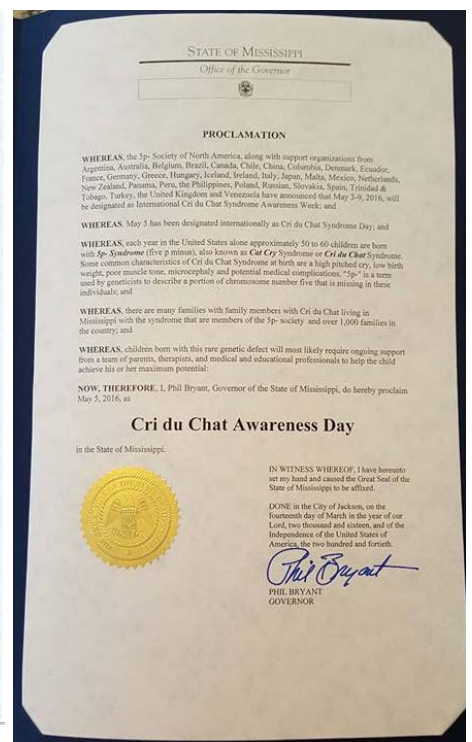 STATE OF MISSISSIPPI
Office of the Governor
PROCLAMATION
WHEREAS, the 5p- Society of North America, along with support organizations from
Argentina, Australia, Belgium, Brazil, Canada, Chile, China, Columbia, Denmark, Ecuador,
France, Germany, Greece, Hungary, Iceland, Ireland, Italy, Japan, Malta, Mexico, Netherlands,
New Zealand, Panama, Peru, the Philippines, Poland, Russian, Slovakia, Spain, Trinidad &
Tobago, Turkey, the United Kingdom and Venezuela have announced that May 3-9, 2016, will
be designated as International Cri du Chat Syndrome Awareness Week; and
WHEREAS, May 5 has been designated internationally as Cri du Chat Syndrome Day; and
WHEREAS, each year in the United States alone approximately 50 to 60 children are born
with 5p- Syndrome (five p minus), also known as Cat Cry Syndrome or Cri du Chat Syndrome.
Some common characteristics of Cri du Chat Syndrome at birth are a high pitched cry, low birth
weight, poor muscle tone, microcephaly and potential medical complications. "5p-" is a term
used by geneticists to describe a portion of chromosome number five that is missing in these
individuals; and
WHEREAS, there are many families with family members with Cri du Chat living in
Mississippi with the syndrome that are members of the 5p- society and over 1,000 families in
the country; and
WHEREAS, children born with this rare genetic defect will most likely require ongoing support
from a team of parents, therapists, and medical and educational professionals to help the child
achieve his or her maximum potential:
NOW, THEREFORE, I, Phil Bryant, Governor of the State of Mississippi, do hereby proclaim
May 5, 2016, as
Cri du Chat Awareness Day
in the State of Mississippi.
IN WITNESS WHEREOF, I have hereunto
set my hand and caused the Great Seal of the
State of Mississippi to be affixed.
DONE in the City of Jackson, on the
fourteenth day of March in the year of our
Lord, two thousand and sixteen, and of the
Independence of the United States of
America, the two hundred and fortieth.
Phil Bryant
PHIL BRYANT
GOVERNOR